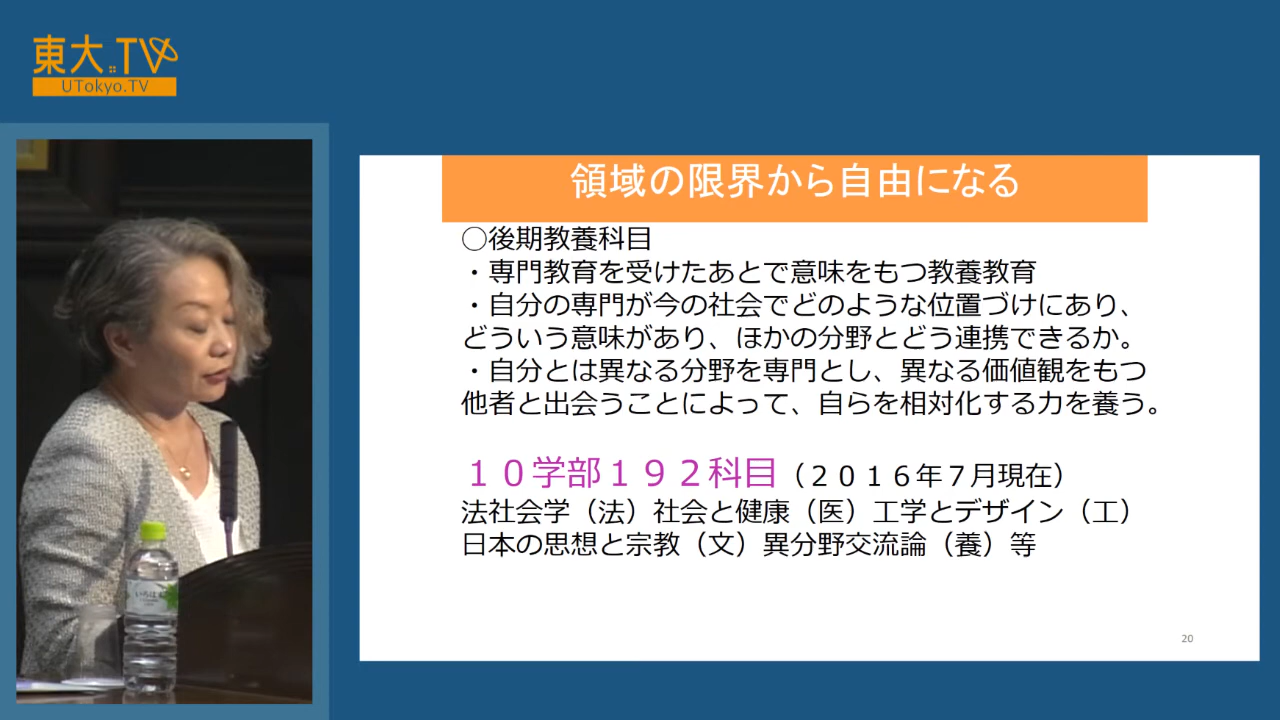 東大.TV
UTokyo.TV
領域の限界から自由になる
○後期教養科目
・専門教育を受けたあとで意味をもつ教養教育
・自分の専門が今の社会でどのような位置づけにあり、
どういう意味があり、ほかの分野とどう連携できるか。
・自分とは異なる分野を専門とし、異なる価値観をもつ
他者と出会うことによって、自らを相対化する力を養う。
１０学部１９２科目（２０１６年７月現在）
法社会学（法）社会と健康（医）工学とデザイン（工）
日本の思想と宗教（文）異分野交流論（養）等
20
いろはす